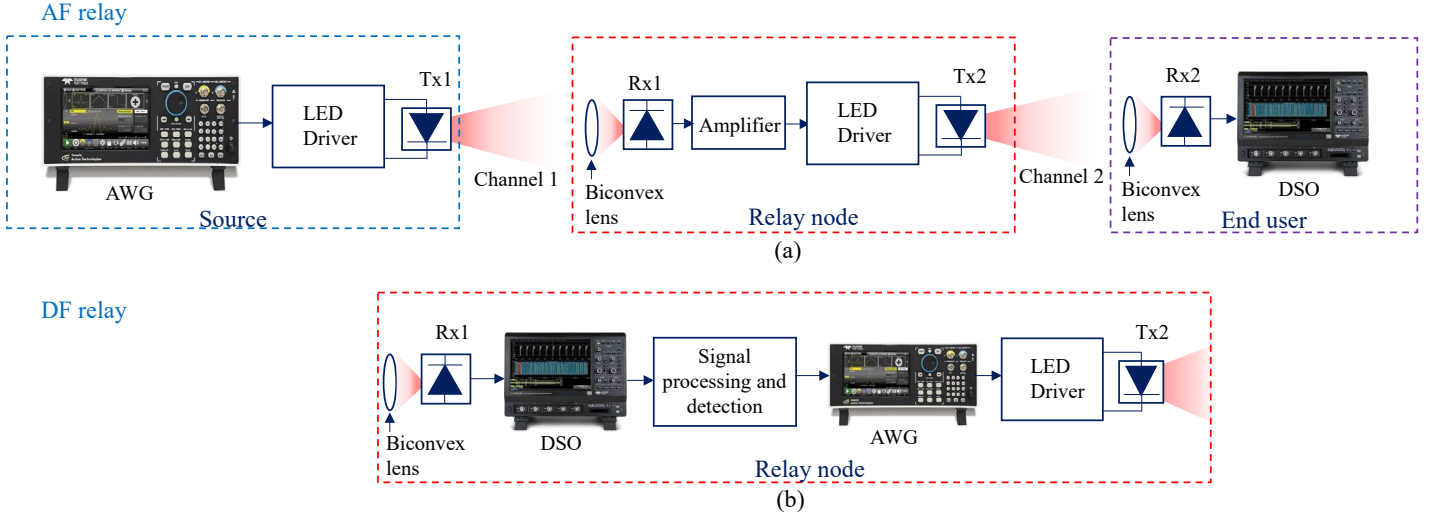 AF relay
AWG
LED
Driver
Tx1
Channel 1
Source
Biconvex
lens
Rx1
Amplifier
LED
Driver
Tx2
Channel 2
Relay node
Biconvex
lens
Rx2
DSO
End user
(a)
DF relay
Biconvex
lens
Rx1
DSO
Signal
processing and
detection
AWG
LED
Driver
Tx2
Relay node
(b)